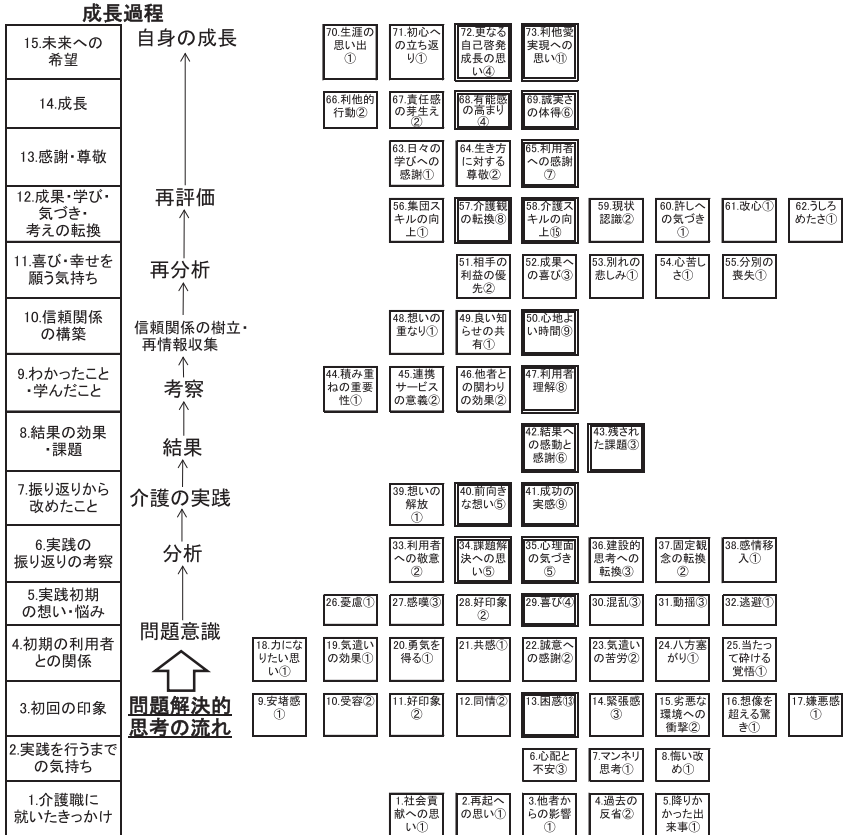 成長過程
15.未来への
希望
自身の成長
70.生涯の
思い出
①
71.初心へ
の立ち返
り①
72.更なる
自己啓発
成長の思
い④
73.利他愛
実現への
思い⑪
14.成長
66.利他的
行動②
67.責任感
の芽生え
②
68.有能感
の高まり
④
69.誠実さ
の体得⑥
13.感謝・尊敬
63.日々の
学びへの
感謝①
64.生き方
に対する
尊敬②
65.利用者
への感謝
⑦
12.成果・学び・
気づき・
考えの転換
再評価
56.集団ス
キルの向
上①
57.介護観
の転換⑧
58.介護ス
キルの向
上⑮
59.現状
認識②
60.許しへ
の気づき
①
61.改心①
62.うしろ
めたさ①
11.喜び・幸せを
願う気持ち
再分析
51.相手の
利益の優
先②
52.成果へ
の喜び③
53.別れの
悲しみ①
54.心苦し
さ①
55.分別の
喪失①
10.信頼関係
の構築
信頼関係の樹立・
再情報収集
48.想いの
重なり①
49.良い知
らせの共
有①
50.心地よ
い時間⑨
9.わかったこと
・学んだこと
考察
44.積み重
ねの重要
性①
45.連携
サービス
の意義②
46.他者と
の関わり
の効果②
47.利用者
理解⑧
8.結果の効果
・課題
結果
42.結果へ
の感動と
感謝⑥
43.残され
た課題③
7.振り返りから
改めたこと
介護の実践
39.想いの
解放
①
40.前向き
な想い⑤
41.成功の
実感⑨
6.実践の
振り返りの考察
分析
33.利用者
への敬意
②
34.課題解
決への思
い⑤
35.心理面
の気づき
⑤
36.建設的
思考への
転換③
37.固定観
念の転換
②
38.感情移
入①
5.実践初期
の想い・悩み
問題意識
26.憂慮①
27.感嘆③
28.好印象
②
29.喜び④
30.混乱③
31.動揺③
32.逃避①
4.初期の利用者
との関係
18.力にな
りたい思
い①
19.気遣い
の効果①
20.勇気を
得る①
21.共感①
22.誠意へ
の感謝②
23.気遣い
の苦労②
24.八方塞
がり①
25.当たっ
て砕ける
覚悟①
3.初回の印象
問題解決的
思考の流れ
9.安堵感
①
10.受容②
11.好印象
②
12.同情②
13.困惑⑬
14.緊張感
③
15.劣悪な
環境への
衝撃②
16.想像を
超える驚
き①
17.嫌悪感
①
2.実践を行うまで
の気持ち
6.心配と
不安③
7.マンネリ
思考①
8.悔い改
め①
1.介護職に
就いたきっかけ
1.社会貢
献への思
い①
2.再起へ
の思い①
3.他者か
らの影響
①
4.過去の
反省②
5.降りか
かった出
来事①